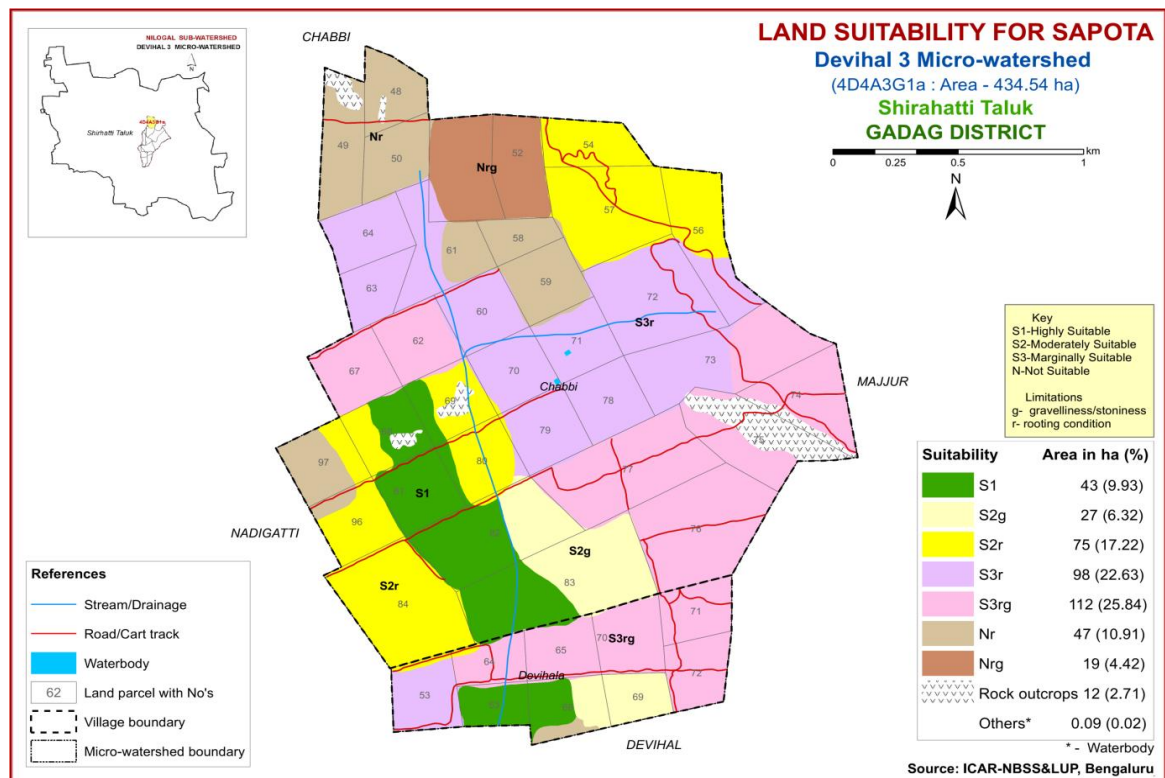 LAND SUITABILITY FOR SAPOTA
Devihal 3 Micro-watershed
(4D4A3G1a : Area - 434.54 ha)
Shirahatti Taluk
GADAG DISTRICT
0 0.25 0.5 1
km
N
NILOGAL SUB-WATERSHED
DEVIHAL 3 MICRO-WATERSHED
N
Shirhatti Taluk
CHABBI
48
49
Nr
50
Nrg
52
54
57
56
64
61
58
63
59
60
72
S3r
62
71
67
70
73
Chabbi
78
74
MAJJUR
69
79
75
97
80
77
S1
96
76
NADIGATTI
S2g
83
S2r
84
71
70
S3rg
65
64
Devihala
72
53
69
DEVIHAL
Key
S1-Highly Suitable
S2-Moderately Suitable
S3-Marginally Suitable
N-Not Suitable
Limitations
g- gravelliness/stoniness
r- rooting condition
Suitability Area in ha (%)
S1 43 (9.93)
S2g 27 (6.32)
S2r 75 (17.22)
S3r 98 (22.63)
S3rg 112 (25.84)
Nr 47 (10.91)
Nrg 19 (4.42)
Rock outcrops 12 (2.71)
Others* 0.09 (0.02)
* - Waterbody
Source: ICAR-NBSS&LUP, Bengaluru
References
Stream/Drainage
Road/Cart track
Waterbody
62 Land parcel with No's
Village boundary
Micro-watershed boundary